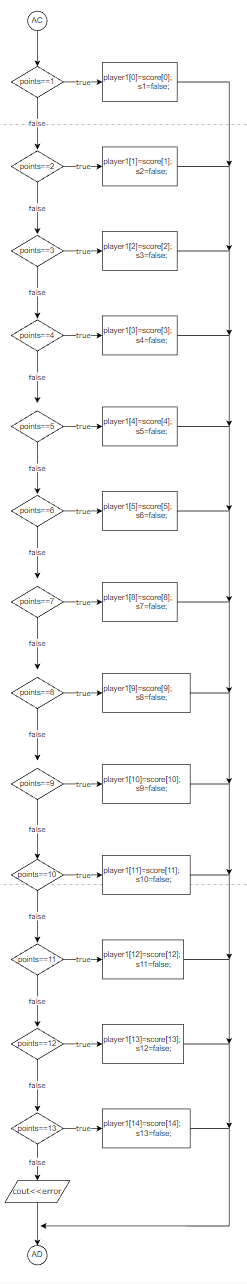 AC
points==1
true
player1[0]=score[0];
s1=false;
false
points==2
true
player1[1]=score[1];
s2=false;
false
points==3
true
player1[2]=score[2];
s3=false;
false
points==4
true
player1[3]=score[3];
s4=false;
false
points==5
true
player1[4]=score[4];
s5=false;
false
points==6
true
player1[5]=score[5];
s6=false;
false
points==7
true
player1[8]=score[8];
s7=false;
false
points==8
true
player1[9]=score[9];
s8=false;
false
points==9
true
player1[10]=score[10];
s9=false;
false
points==10
true
player1[11]=score[11];
s10=false;
false
points==11
true
player1[12]=score[12];
s11=false;
false
points==12
true
player1[13]=score[13];
s12=false;
false
points==13
true
player1[14]=score[14];
s13=false;
false
cout<<error
AD